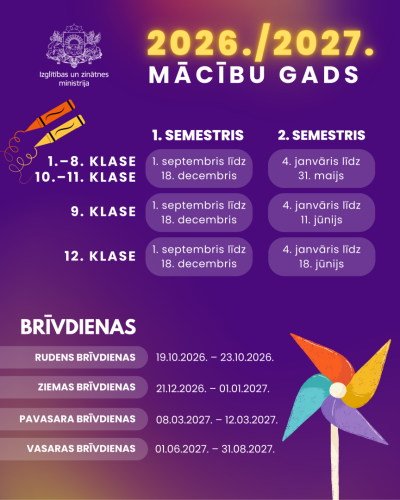 2026./2027.
MĀCĪBU GADS
Izglītības un zinātnes
ministrija
1. SEMESTRIS 2. SEMESTRIS
1.–8. KLASE
10.–11. KLASE
1. septembris līdz
18. decembris
4. janvāris līdz
31. maijs
9. KLASE
1. septembris līdz
18. decembris
4. janvāris līdz
11. jūnijs
12. KLASE
1. septembris līdz
18. decembris
4. janvāris līdz
18. jūnijs
BRĪVDIENAS
RUDENS BRĪVDIENAS 19.10.2026. – 23.10.2026.
ZIEMAS BRĪVDIENAS 21.12.2026. – 01.01.2027.
PAVASARA BRĪVDIENAS 08.03.2027. – 12.03.2027.
VASARAS BRĪVDIENAS 01.06.2027. – 31.08.2027.